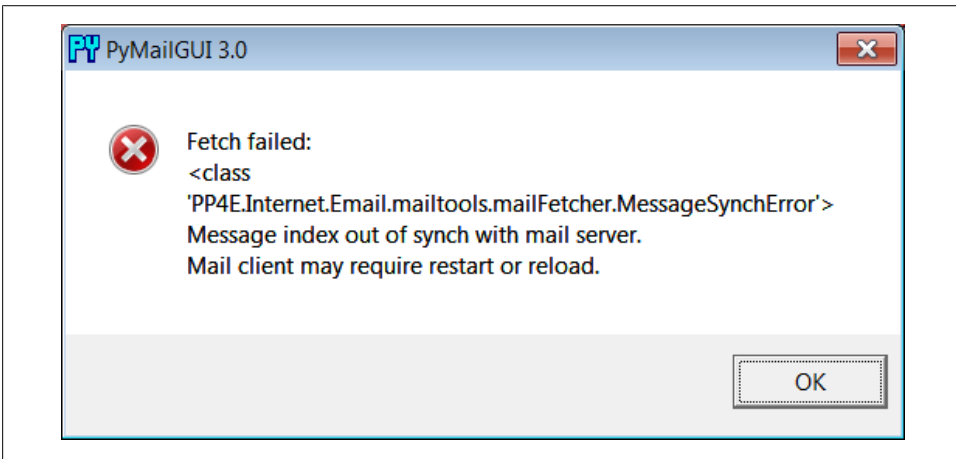 PY PyMailGUI 3.0
Fetch failed:
<class
'PP4E.Internet.Email.mailtools.mailFetcher.MessageSynchError'>
Message index out of synch with mail server.
Mail client may require restart or reload.
OK